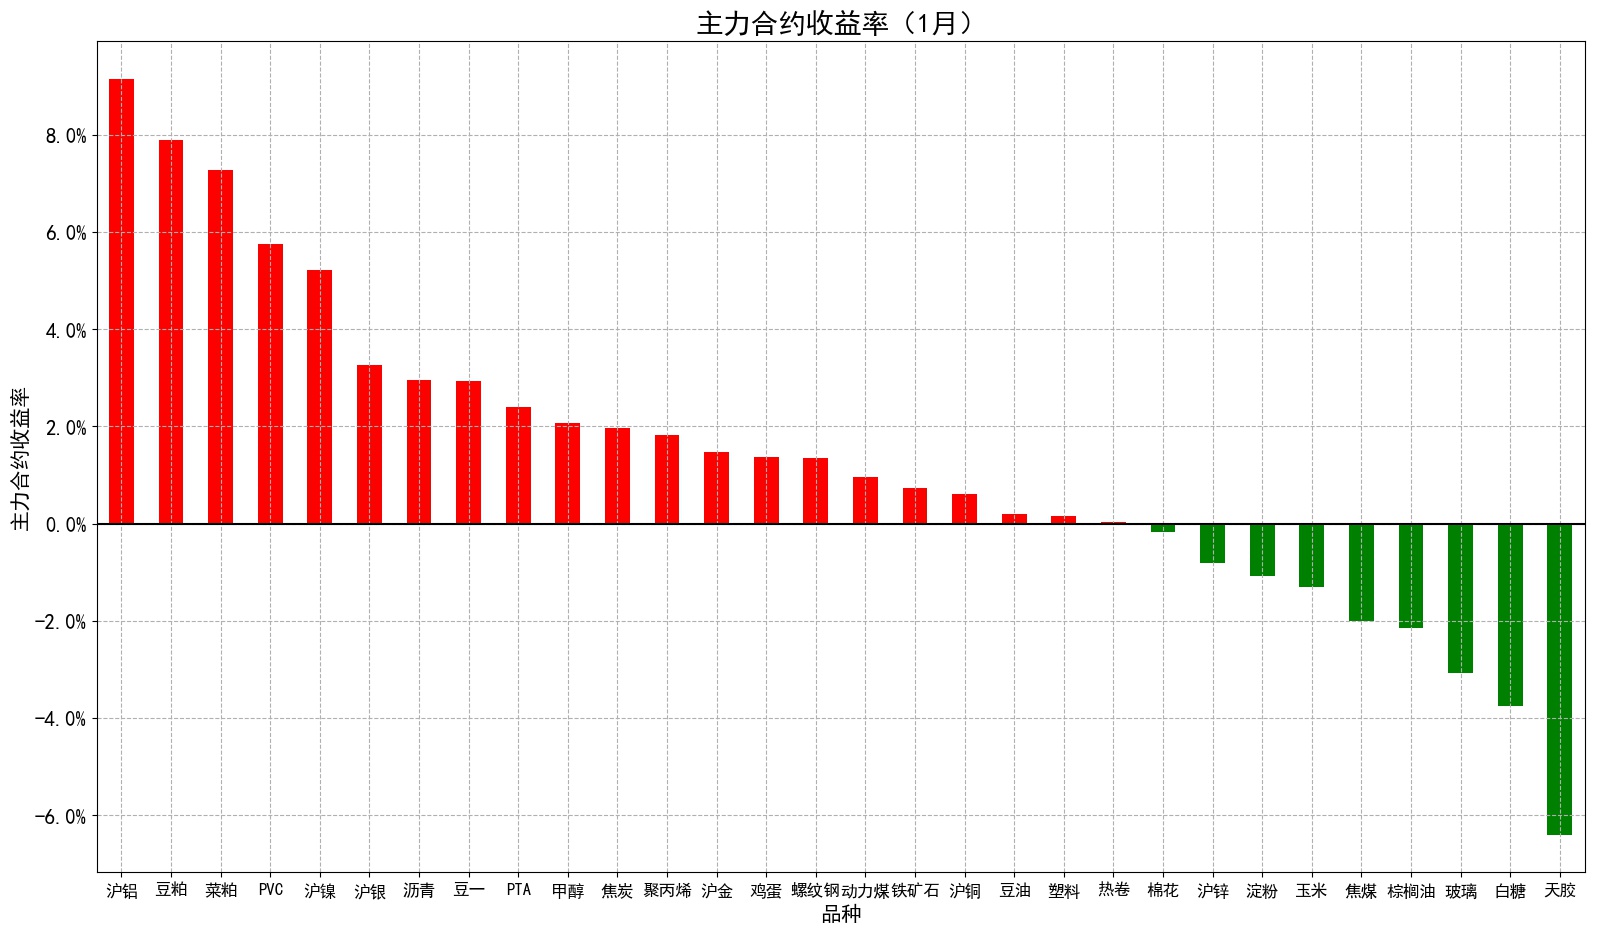 主力合约收益率（1月）
主力合约收益率
8.0%
6.0%
4.0%
2.0%
0.0%
-2.0%
-4.0%
-6.0%
沪铝 豆粕 菜粕 PVC 沪镍 沪银 沥青 豆一 PTA 甲醇 焦炭 聚丙烯 沪金 鸡蛋 螺纹钢 动力煤 铁矿石 沪铜 豆油 塑料 热卷 棉花 沪锌 淀粉 玉米 焦煤 棕榈油 玻璃 白糖 天胶
品种